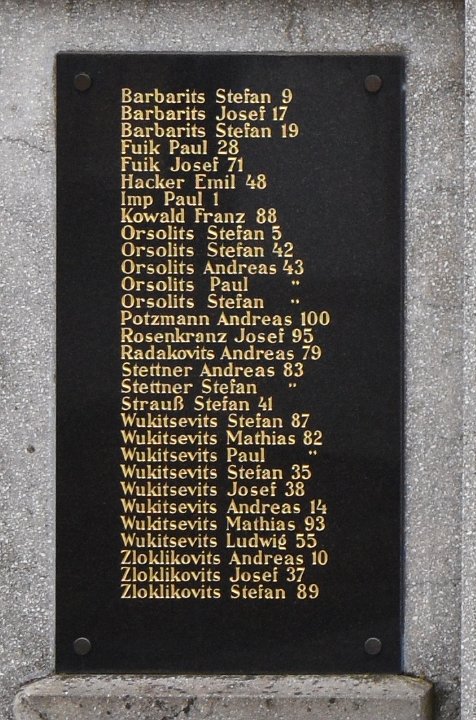 Barbarits Stefan 9
Barbarits Josef 17
Barbarits Stefan 19
Fuik Paul 28
Fuik Josef 71
Hacker Emil 48
Imp Paul 1
Kowald Franz 88
Orsolits Stefan 5
Orsolits Stefan 42
Orsolits Andreas 43
Orsolits Paul "
Orsolits Stefan "
Potzmann Andreas 100
Rosenkranz Josef 95
Radakovits Andreas 79
Stettner Andreas 83
Stettner Stefan "
Strauß Stefan 41
Wukitsevits Stefan 87
Wukitsevits Mathias 82
Wukitsevits Paul "
Wukitsevits Stefan 35
Wukitsevits Josef 38
Wukitsevits Andreas 14
Wukitsevits Mathias 93
Wukitsevits Ludwig 55
Zloklikovits Andreas 10
Zloklikovits Josef 37
Zloklikovits Stefan 89